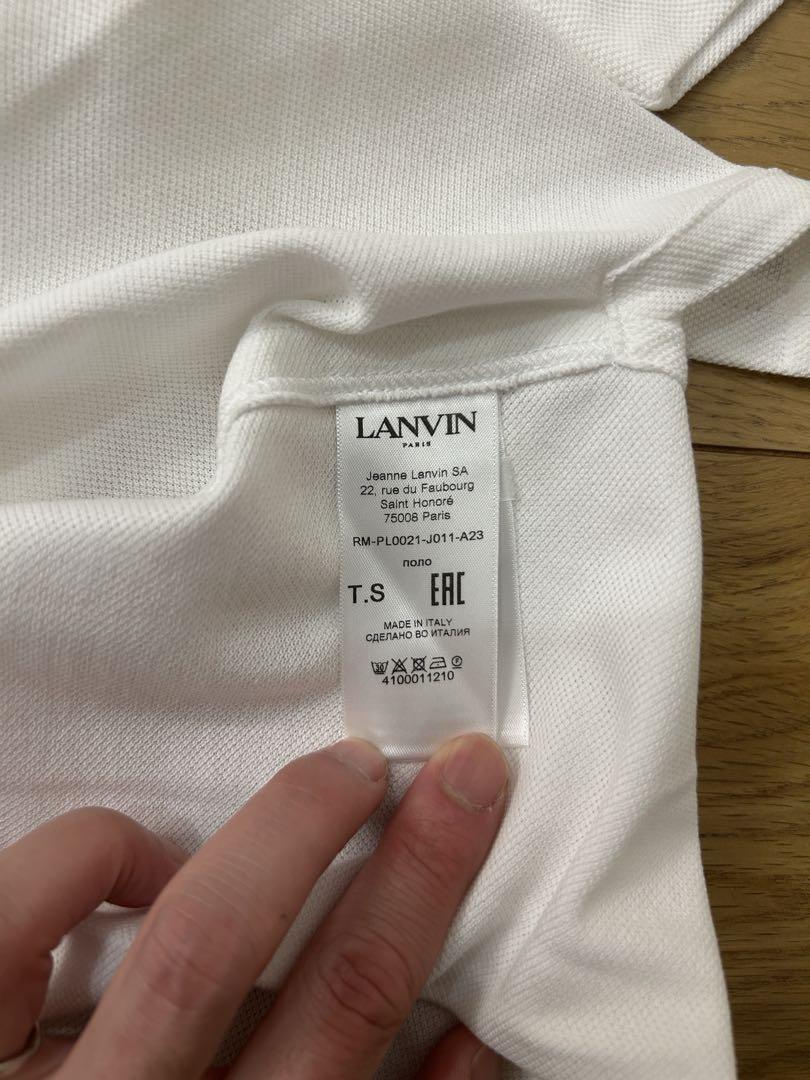 LANVIN
PARIS
Jeanne Lanvin SA
22, rue du Faubourg
Saint Honoré
75008 Paris
RM-PL0021-J011-A23
поло
T.S EAC
MADE IN ITALY
СДЕЛАНО ВО ИТАЛИЯ
30
P
4100011210